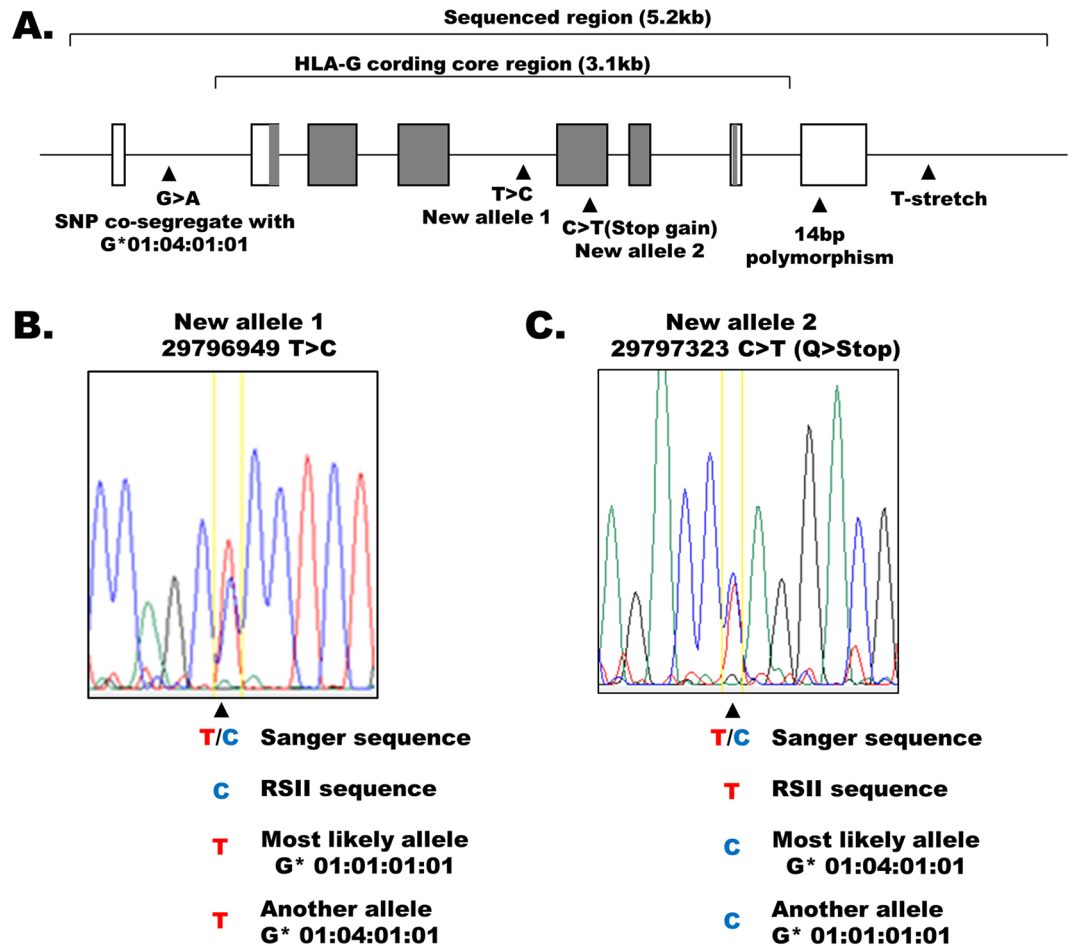 A.
Sequenced region (5.2kb)
HLA-G cording core region (3.1kb)
G>A
SNP co-segregate with
G*01:04:01:01
T>C
New allele 1
C>T(Stop gain)
New allele 2
14bp
polymorphism
T-stretch
B.
New allele 1
29796949 T>C
T/C Sanger sequence
C RSII sequence
T Most likely allele
G* 01:01:01:01
T Another allele
G* 01:04:01:01
C.
New allele 2
29797323 C>T (Q>Stop)
T/C Sanger sequence
T RSII sequence
C Most likely allele
G* 01:04:01:01
C Another allele
G* 01:01:01:01